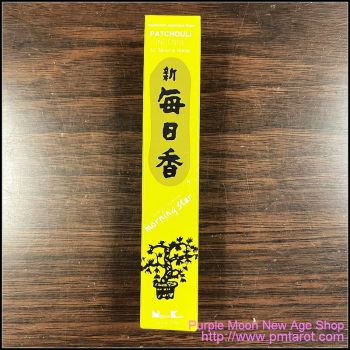 PATCHOULI
新
毎
日
香
morning star
Purple Moon New Age Shop
http://www.pmtarot.com